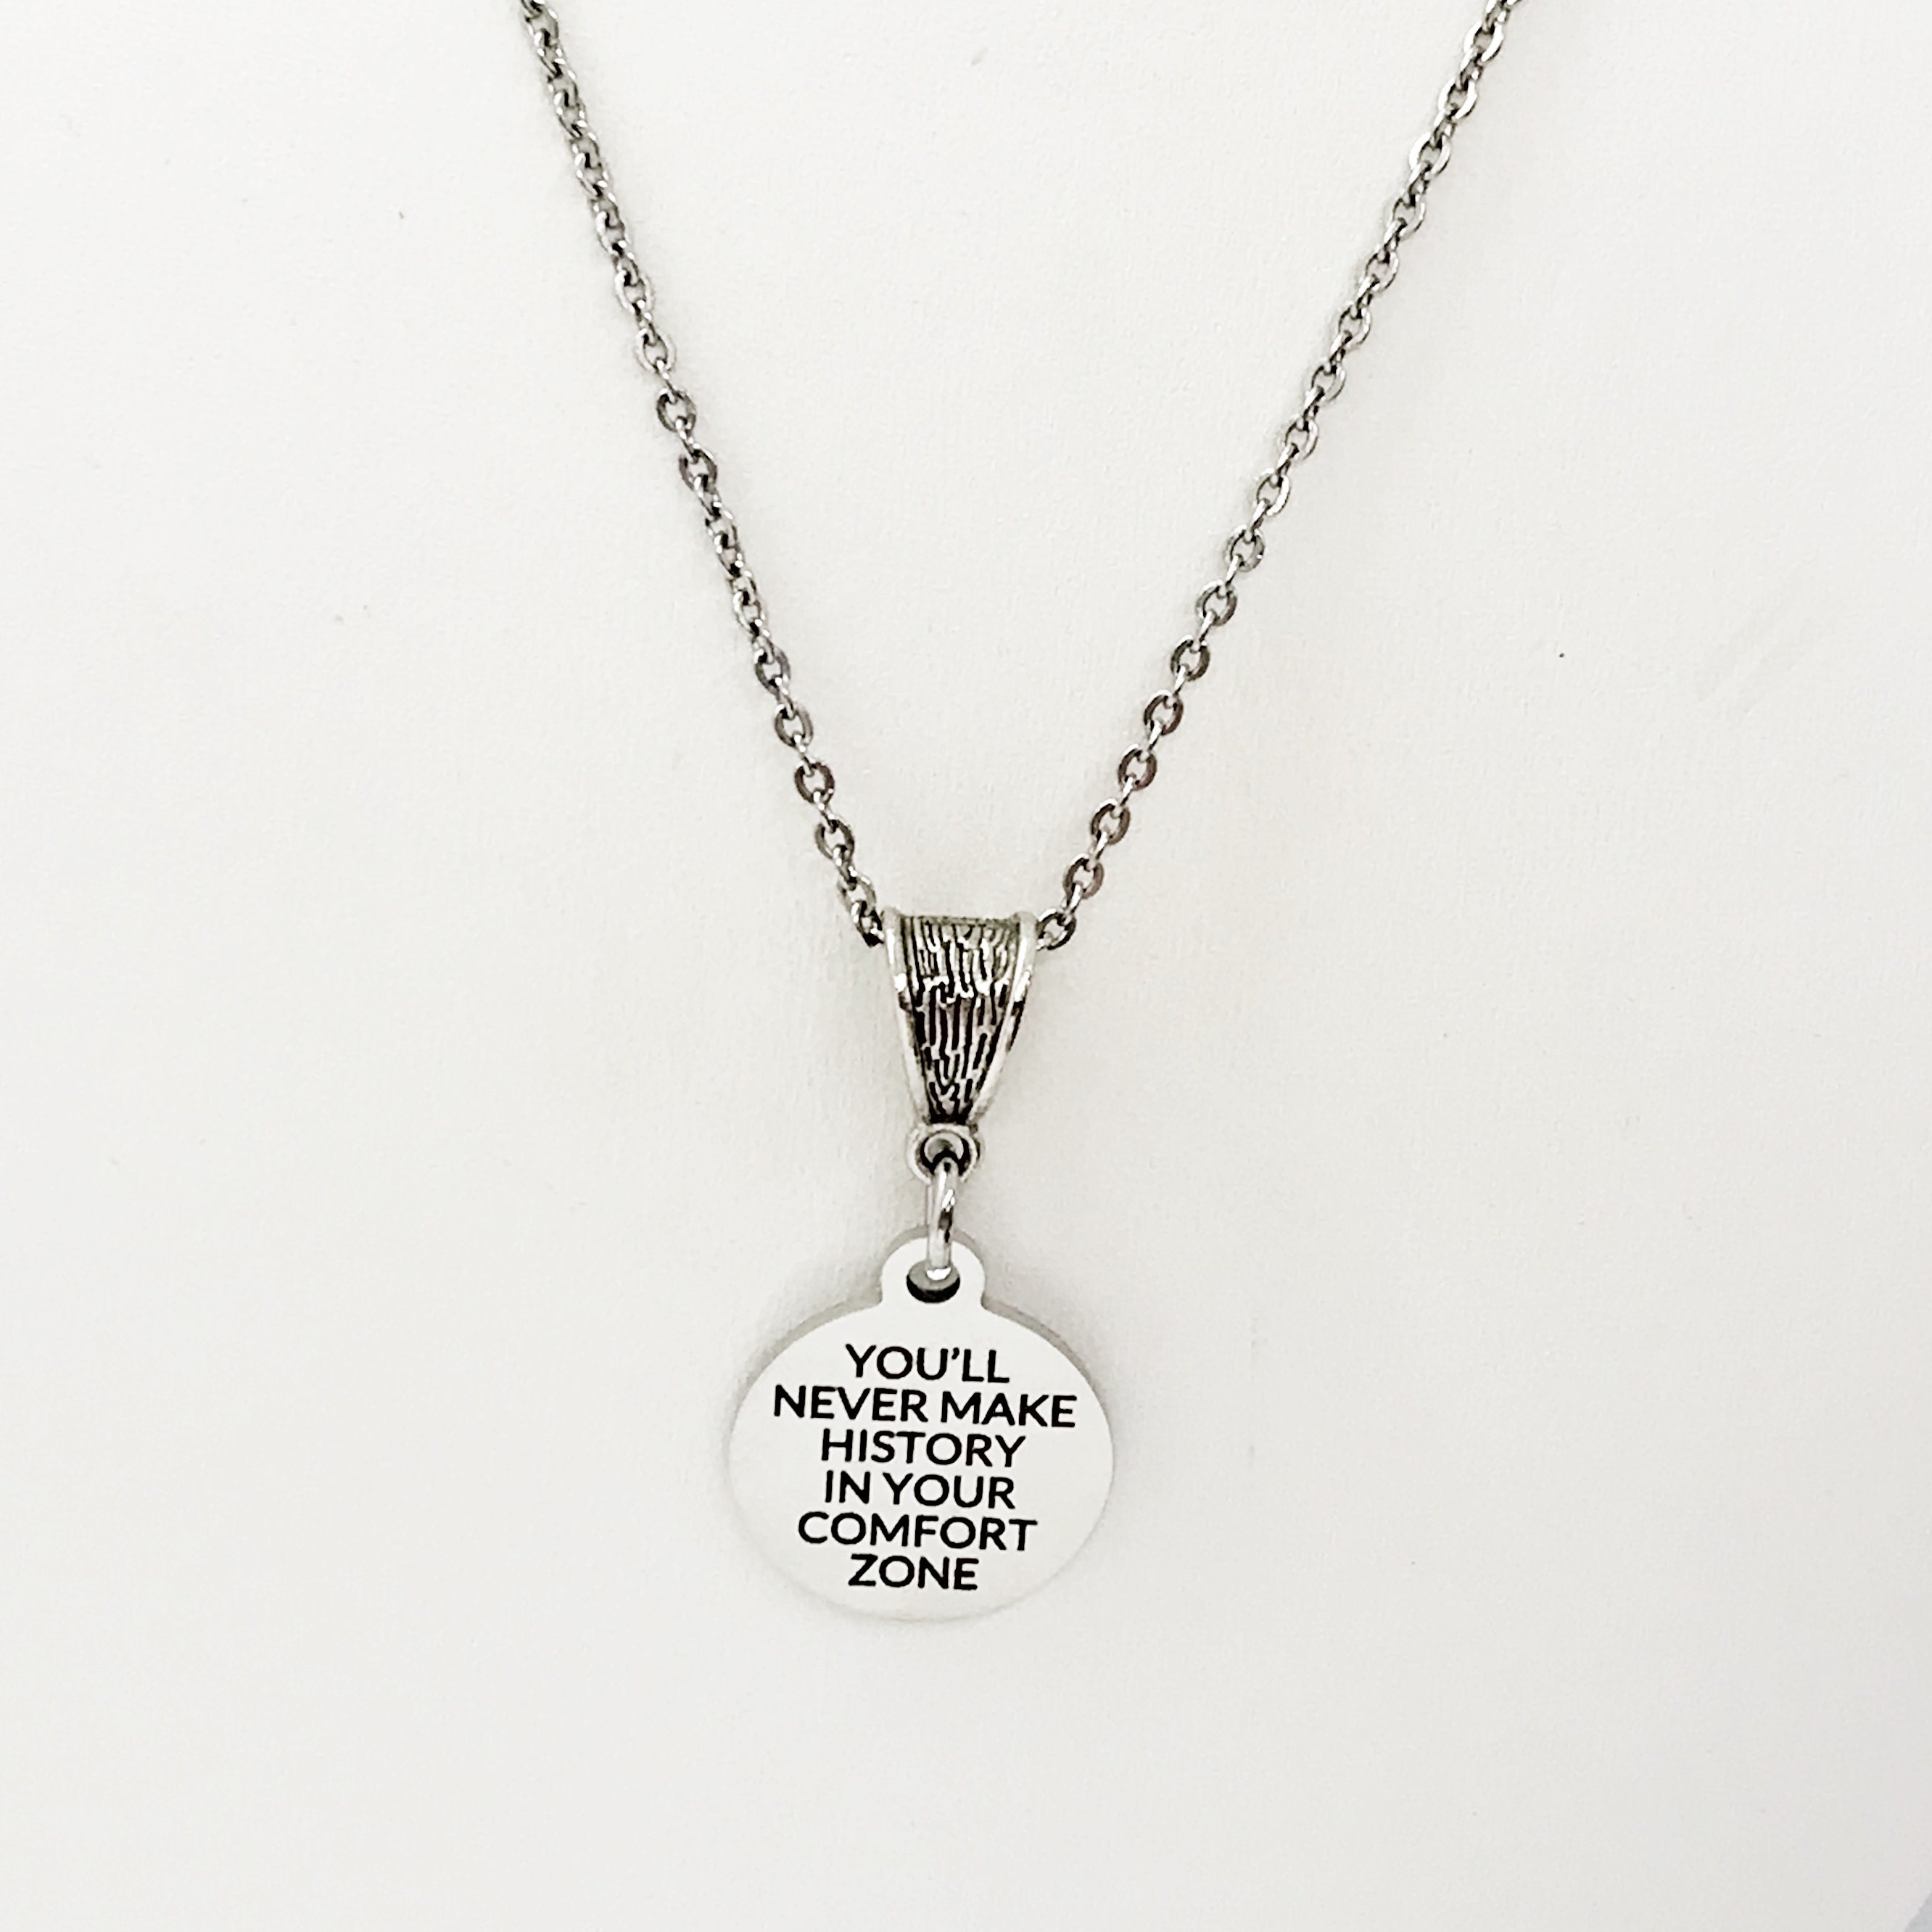 YOU'LL
NEVER MAKE
HISTORY
IN YOUR
COMFORT
ZONE